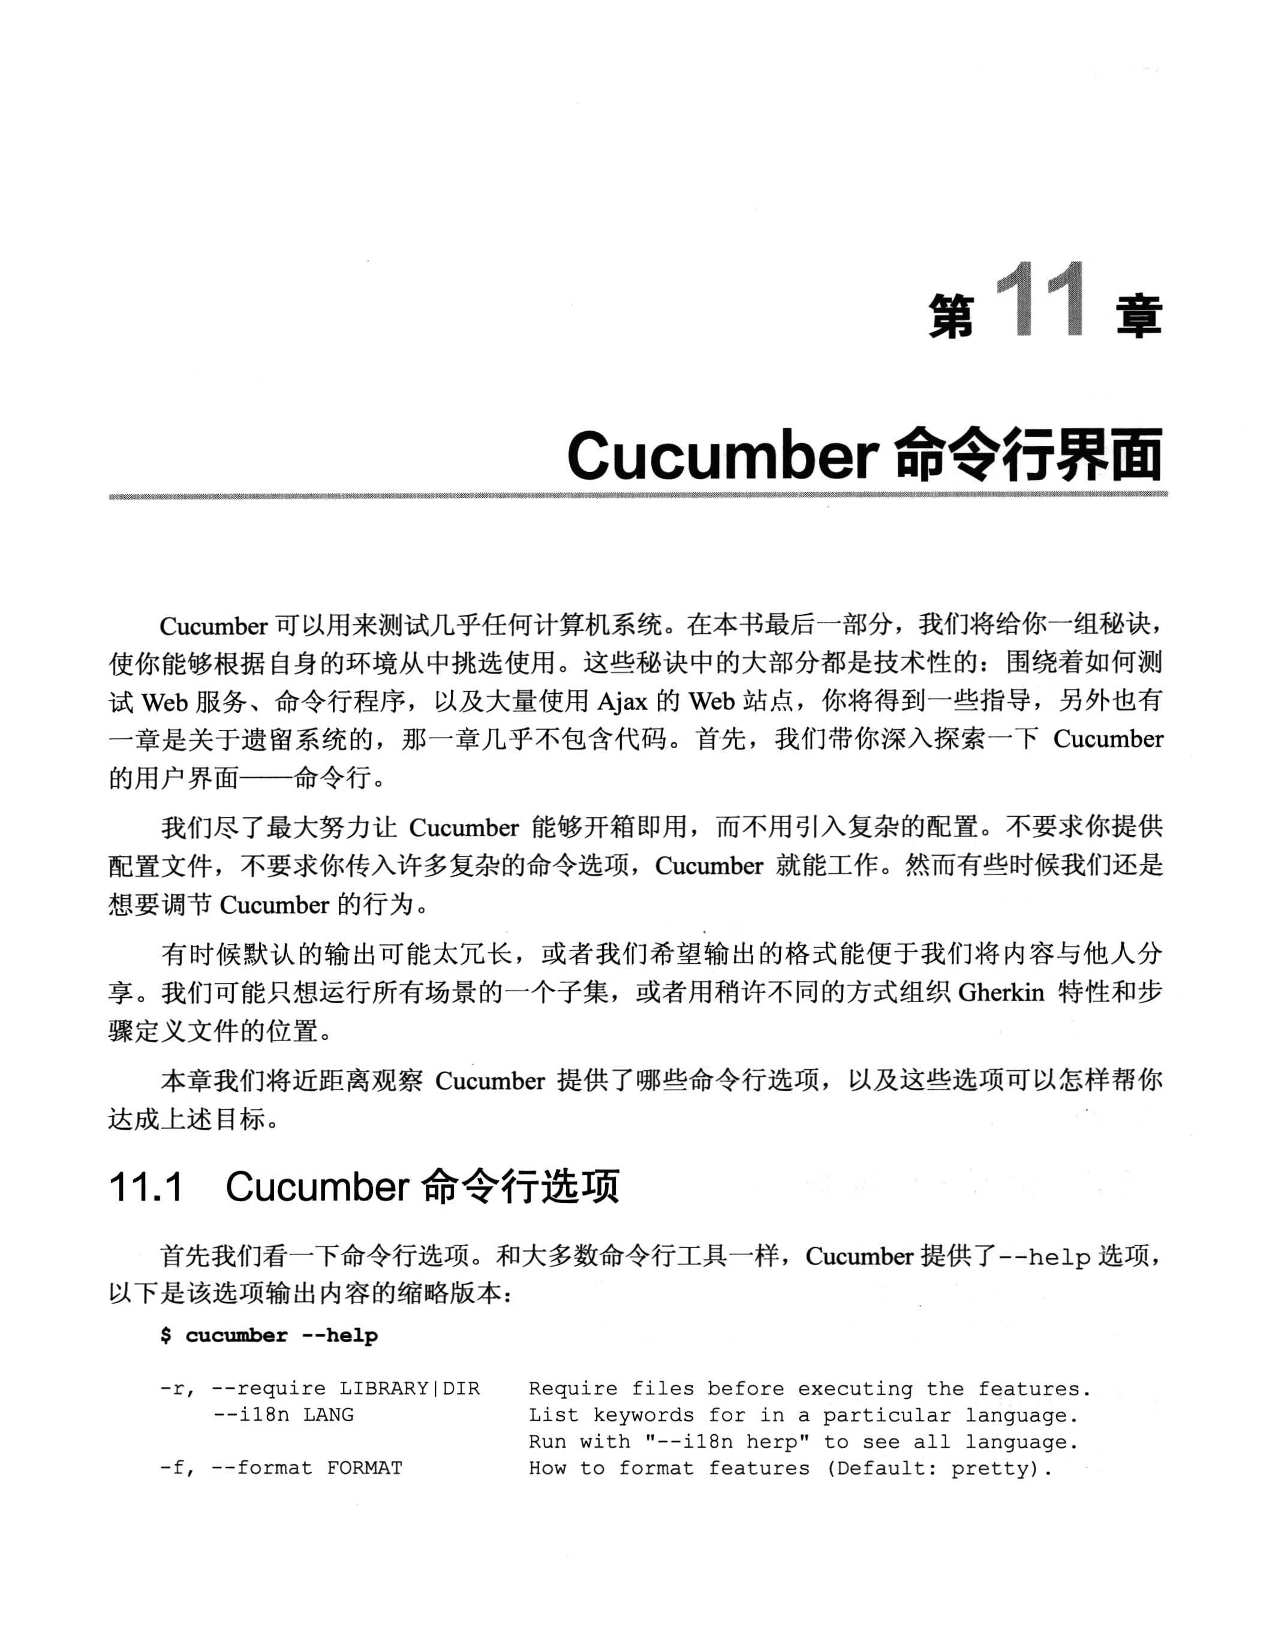 第 11 章
Cucumber 命令行界面
Cucumber 可以用来测试几乎任何计算机系统。在本书最后一部分，我们将给你一组秘诀，
使你能够根据自身的环境从中挑选使用。这些秘诀中的大部分都是技术性的：围绕着如何测
试 Web 服务、命令行程序，以及大量使用 Ajax 的 Web 站点，你将得到一些指导，另外也有
一章是关于遗留系统的，那一章几乎不包含代码。首先，我们带你深入探索一下 Cucumber
的用户界面——命令行。
我们尽了最大努力让 Cucumber 能够开箱即用，而不用引入复杂的配置。不要求你提供
配置文件，不要求你传入许多复杂的命令选项，Cucumber 就能工作。然而有些时候我们还是
想要调节 Cucumber 的行为。
有时候默认的输出可能太冗长，或者我们希望输出的格式能便于我们将内容与他人分
享。我们可能只想运行所有场景的一个子集，或者用稍许不同的方式组织 Gherkin 特性和步
骤定义文件的位置。
本章我们将近距离观察 Cucumber 提供了哪些命令行选项，以及这些选项可以怎样帮你
达成上述目标。
11.1 Cucumber 命令行选项
首先我们看一下命令行选项。和大多数命令行工具一样，Cucumber 提供了--help 选项，
以下是该选项输出内容的缩略版本：
$ cucumber --help
-r, --require LIBRARY|DIR Require files before executing the features.
--i18n LANG List keywords for in a particular language.
Run with "--i18n herp" to see all language.
-f, --format FORMAT How to format features (Default: pretty).